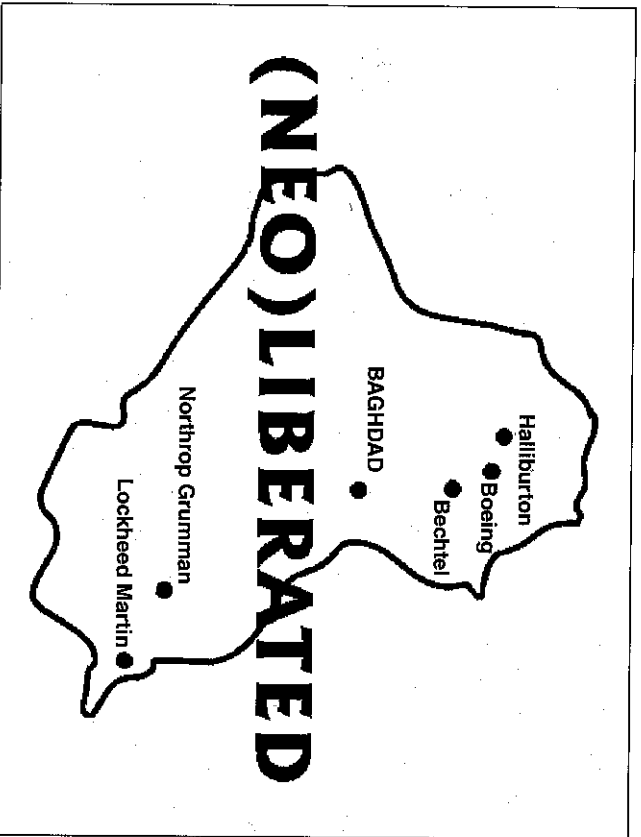 Halliburton
Boeing
Bechtel
BAGHDAD
(NEO)LIBERATED
Northrop Grumman
Lockheed Martin